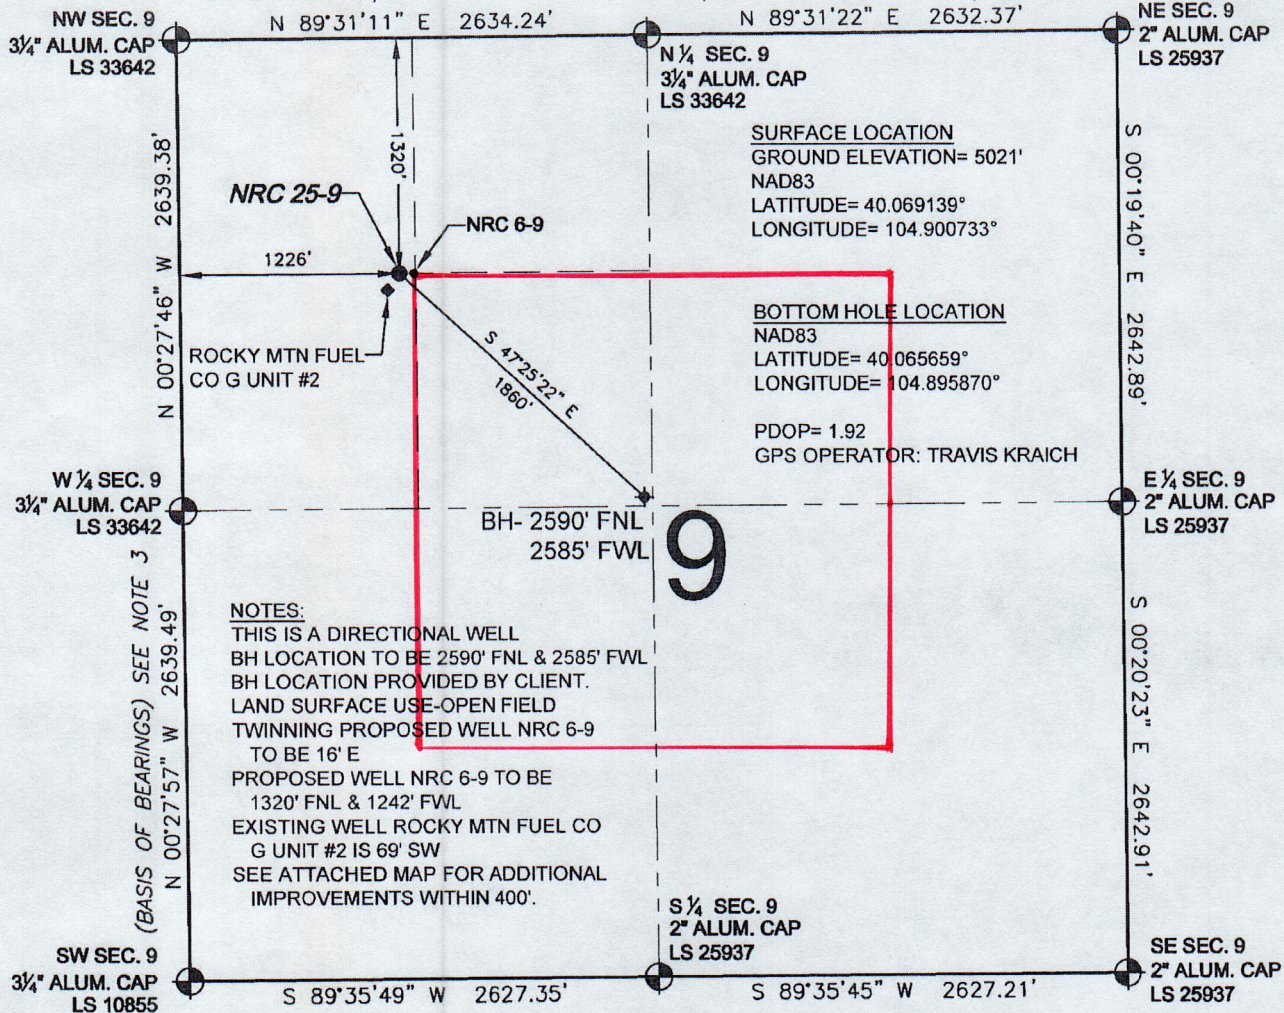 NW SEC. 9
3¼" ALUM. CAP
LS 33642
N 89°31'11" E 2634.24'
N 89°31'22" E 2632.37'
NE SEC. 9
2" ALUM. CAP
LS 25937
N ¼ SEC. 9
3¼" ALUM. CAP
LS 33642
1320'
N 00°27'46" W 2639.38'
NRC 25-9
NRC 6-9
1226'
ROCKY MTN FUEL
CO G UNIT #2
SURFACE LOCATION
GROUND ELEVATION= 5021'
NAD83
LATITUDE= 40.069139°
LONGITUDE= 104.900733°
S 00°19'40" E 2642.89'
BOTTOM HOLE LOCATION
NAD83
LATITUDE= 40.065659°
LONGITUDE= 104.895870°
PDOP= 1.92
GPS OPERATOR: TRAVIS KRAICH
S 47°25'22" E
1860'
W ¼ SEC. 9
3¼" ALUM. CAP
LS 33642
E ¼ SEC. 9
2" ALUM. CAP
LS 25937
BH- 2590' FNL
2585' FWL
9
(BASIS OF BEARINGS) SEE NOTE 3
N 00°27'57" W 2639.49'
NOTES:
THIS IS A DIRECTIONAL WELL
BH LOCATION TO BE 2590' FNL & 2585' FWL
BH LOCATION PROVIDED BY CLIENT.
LAND SURFACE USE-OPEN FIELD
TWINNING PROPOSED WELL NRC 6-9
TO BE 16' E
PROPOSED WELL NRC 6-9 TO BE
1320' FNL & 1242' FWL
EXISTING WELL ROCKY MTN FUEL CO
G UNIT #2 IS 69' SW
SEE ATTACHED MAP FOR ADDITIONAL
IMPROVEMENTS WITHIN 400'.
S 00°20'23" E 2642.91'
S ¼ SEC. 9
2" ALUM. CAP
LS 25937
SW SEC. 9
3¼" ALUM. CAP
LS 10855
S 89°35'49" W 2627.35'
S 89°35'45" W 2627.21'
SE SEC. 9
2" ALUM. CAP
LS 25937